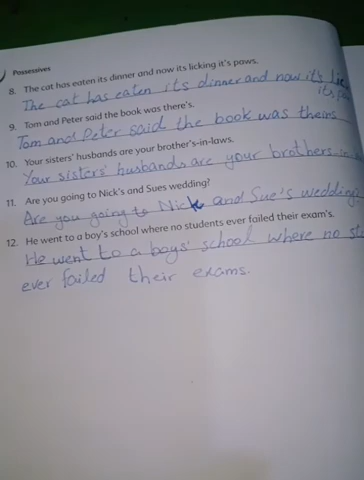 Possessives
8. The cat has eaten its dinner and now its licking it's paws.
The cat has eaten its dinner and now it's
its
9. Tom and Peter said the book was there's.
Tom and Peter said the book was theirs
10. Your sisters' husbands are your brother's-in-laws.
Your sisters' husbands are your brothers-in
11. Are you going to Nick's and Sues wedding?
Are you going to Nick and Sue's wedding
12. He went to a boy's school where no students ever failed their exam's.
He went to a boys' school where no
ever failed their exams.